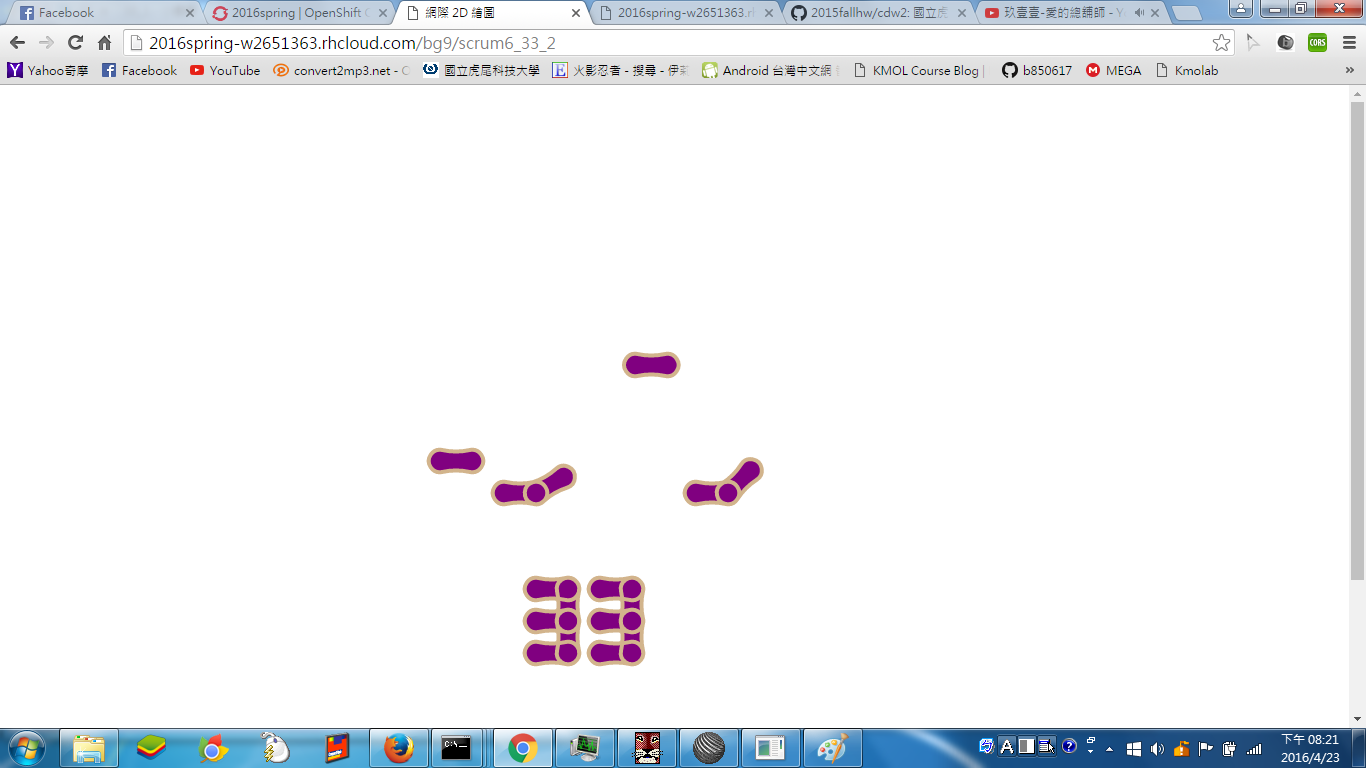 Facebook
2016spring | OpenShift
網際 2D 繪圖
2016spring-w2651363.r
2015fallhw/cdw2: 國立虎
玖壹壹-愛的總舖師 - Y
2016spring-w2651363.rhcloud.com/bg9/scrum6_33_2
CORS
Yahoo奇摩
Facebook
YouTube
convert2mp3.net -
國立虎尾科技大學
火影忍者 - 搜尋 - 伊
Android 台灣中文網
KMOL Course Blog |
b850617
MEGA
Kmolab
»
33
C:\
A
下午 08:21
2016/4/23